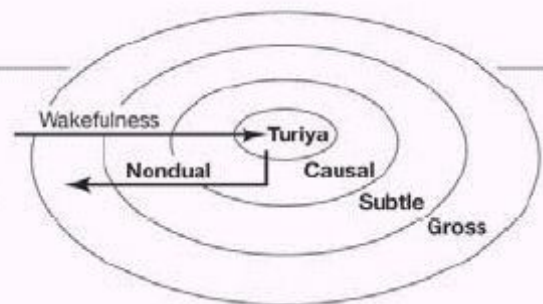 Wakefulness
Turiya
Nondual
Causal
Subtle
Gross